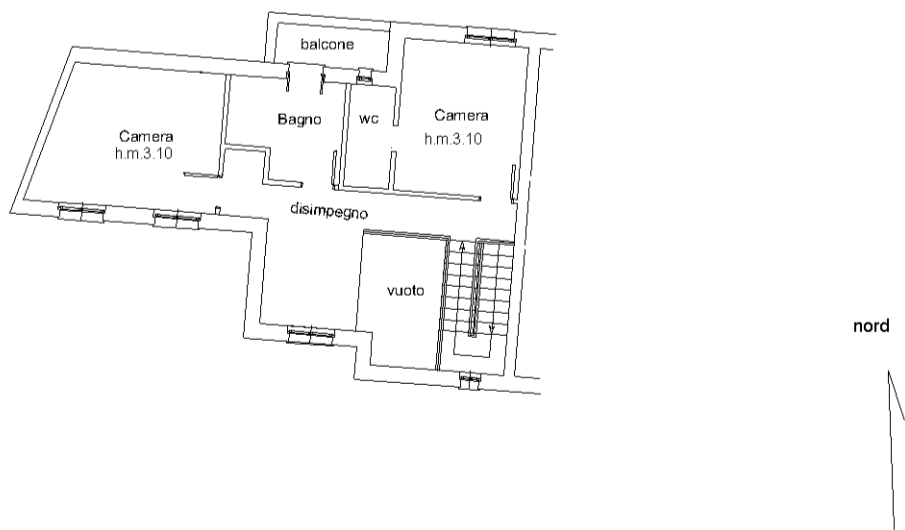 balcone
Bagno
wc
Camera
h.m.3.10
Camera
h.m.3.10
disimpegno
vuoto
nord